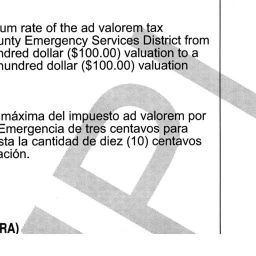 um rate of the ad valorem tax
unty Emergency Services District from
ndred dollar ($100.00) valuation to a
hundred dollar ($100.00) valuation
máxima del impuesto ad valorem por
Emergencia de tres centavos para
sta la cantidad de diez (10) centavos
ación.
RA)